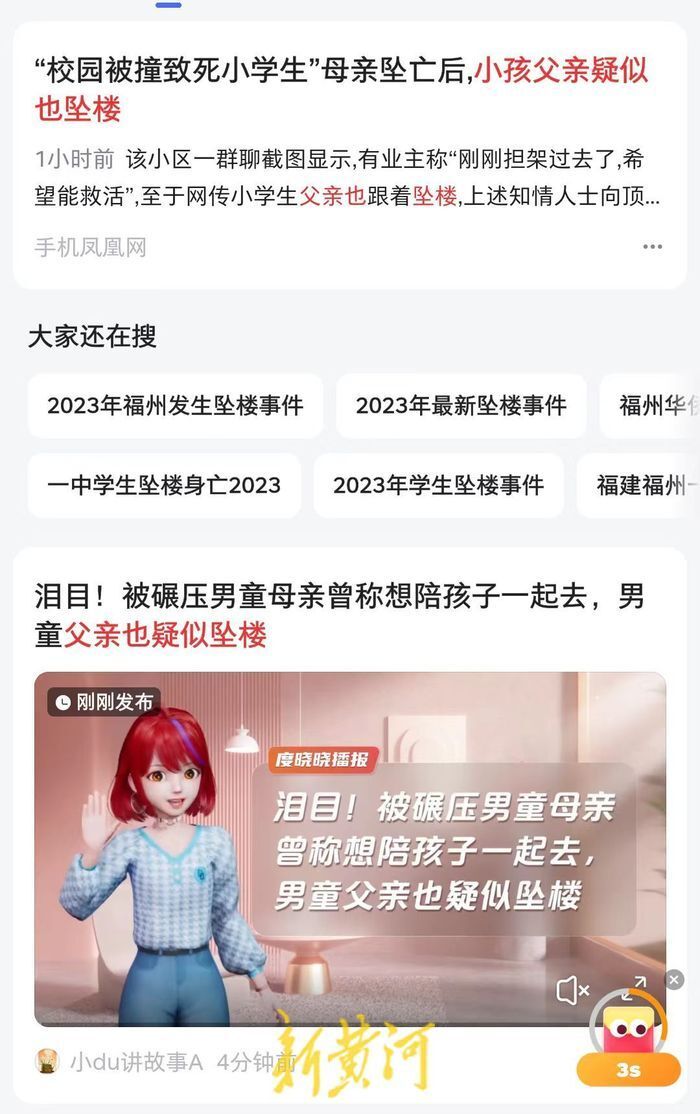 “校园被撞致死小学生”母亲坠亡后,小孩父亲疑似
也坠楼
1小时前 该小区一群聊截图显示,有业主称“刚刚担架过去了,希
望能救活”,至于网传小学生父亲也跟着坠楼,上述知情人士向顶...
手机凤凰网
大家还在搜
2023年福州发生坠楼事件 2023年最新坠楼事件 福州华侨
一中学生坠楼身亡2023 2023年学生坠楼事件 福建福州一
泪目！被碾压男童母亲曾称想陪孩子一起去，男
童父亲也疑似坠楼
刚刚发布
度晓晓播报
泪目！被碾压男童母亲
曾称想陪孩子一起去，
男童父亲也疑似坠楼
小du讲故事A 4分钟前
新黄河
3s